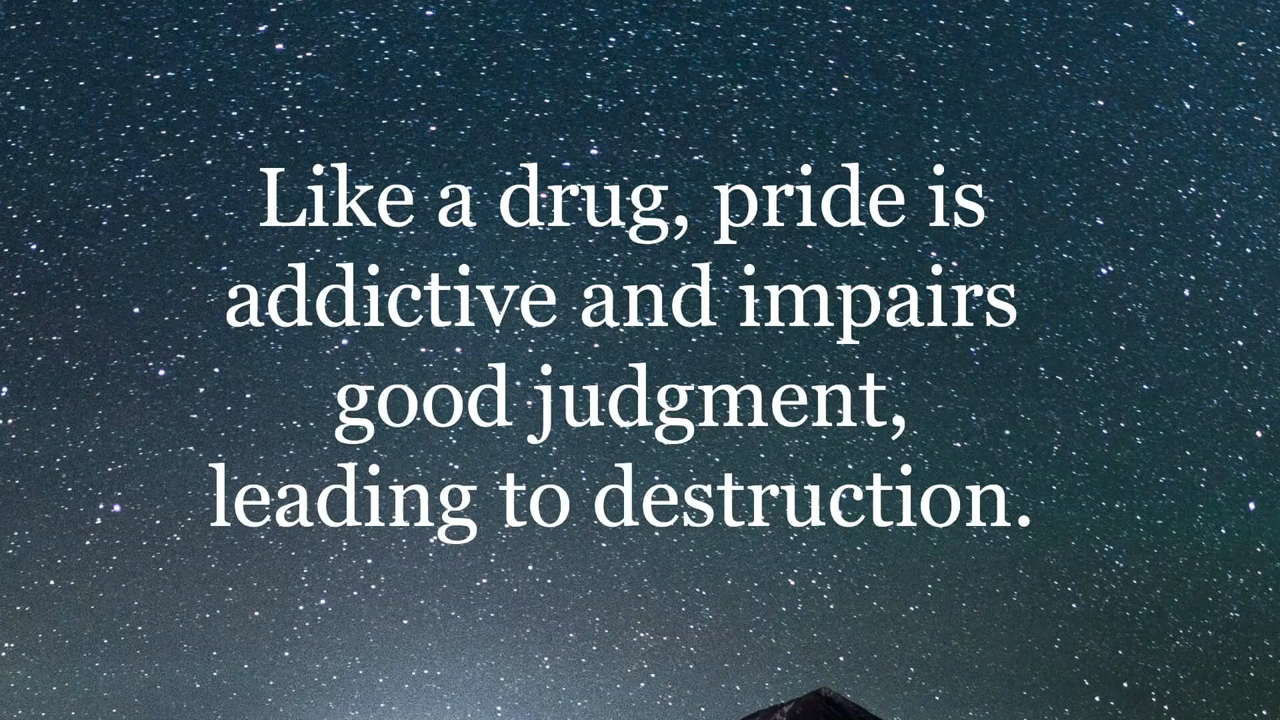 Like a drug, pride is
addictive and impairs
good judgment,
leading to destruction.